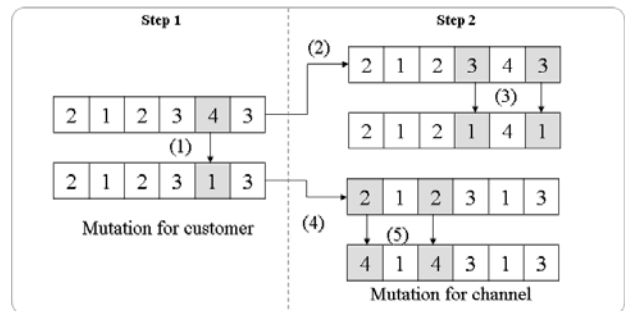 Step 1
Step 2
(2)
2 1 2 3 4 3
(3)
2 1 2 3 4 3
(1)
2 1 2 1 4 1
2 1 2 3 1 3
2 1 2 3 1 3
Mutation for customer
(4)
(5)
4 1 4 3 1 3
Mutation for channel